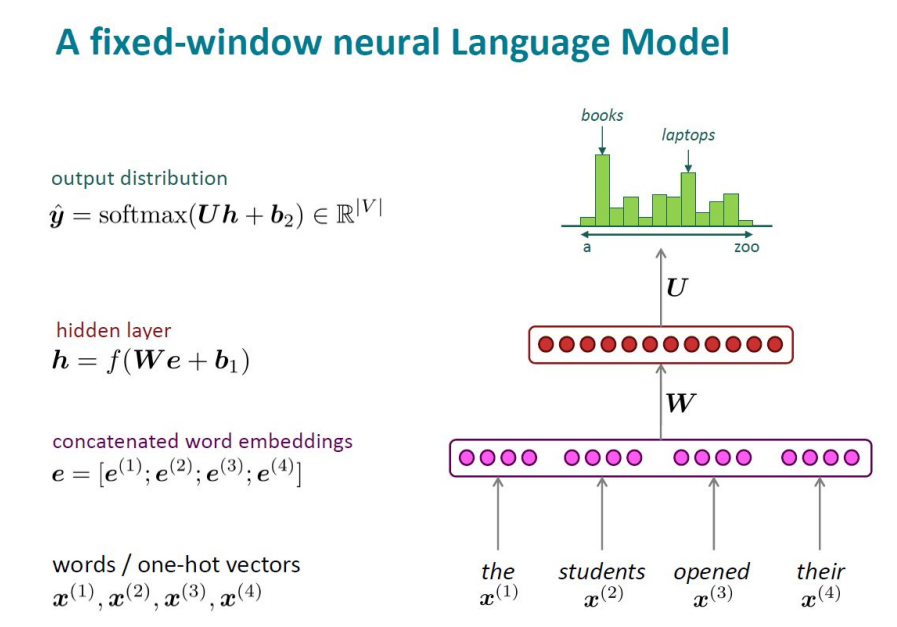 A fixed-window neural Language Model
books
laptops
output distribution
ŷ = softmax(Uh + b₂) ∈ ℝ^|V|
a
zoo
U
hidden layer
h = f(We + b₁)
W
concatenated word embeddings
e = [e⁽¹⁾; e⁽²⁾; e⁽³⁾; e⁽⁴⁾]
words / one-hot vectors
x⁽¹⁾, x⁽²⁾, x⁽³⁾, x⁽⁴⁾
the students opened their
x⁽¹⁾ x⁽²⁾ x⁽³⁾ x⁽⁴⁾